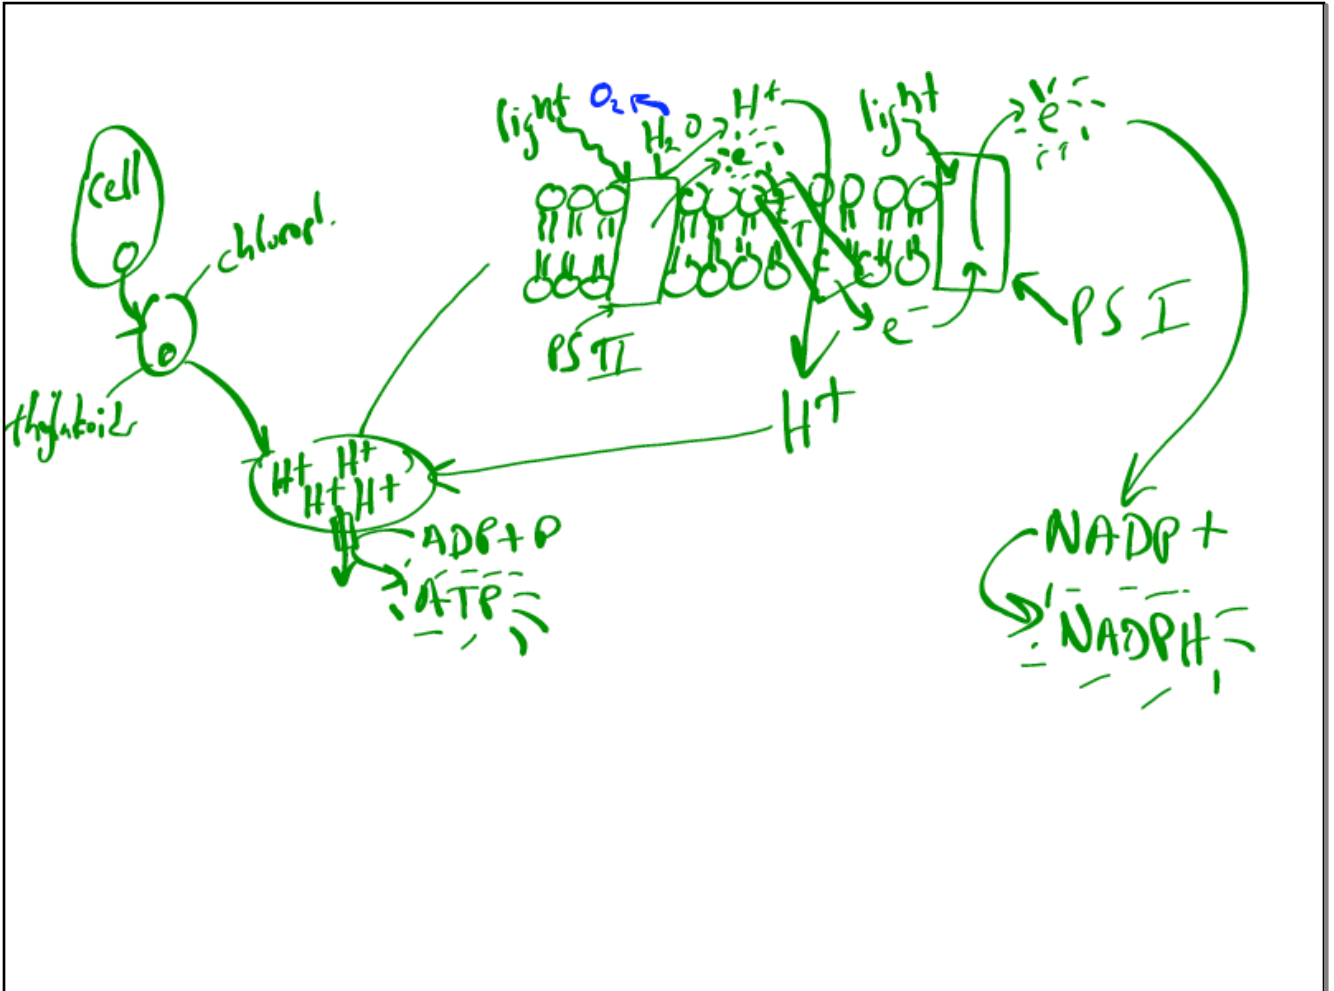 light O₂ H⁺ light e⁻
H₂O
e⁻
cell
E
T
C
chloropl.
PS II
e⁻
PS I
thylakoid
H⁺
H⁺ H⁺
H⁺ H⁺
ADP + P
ATP
NADP +
NADPH